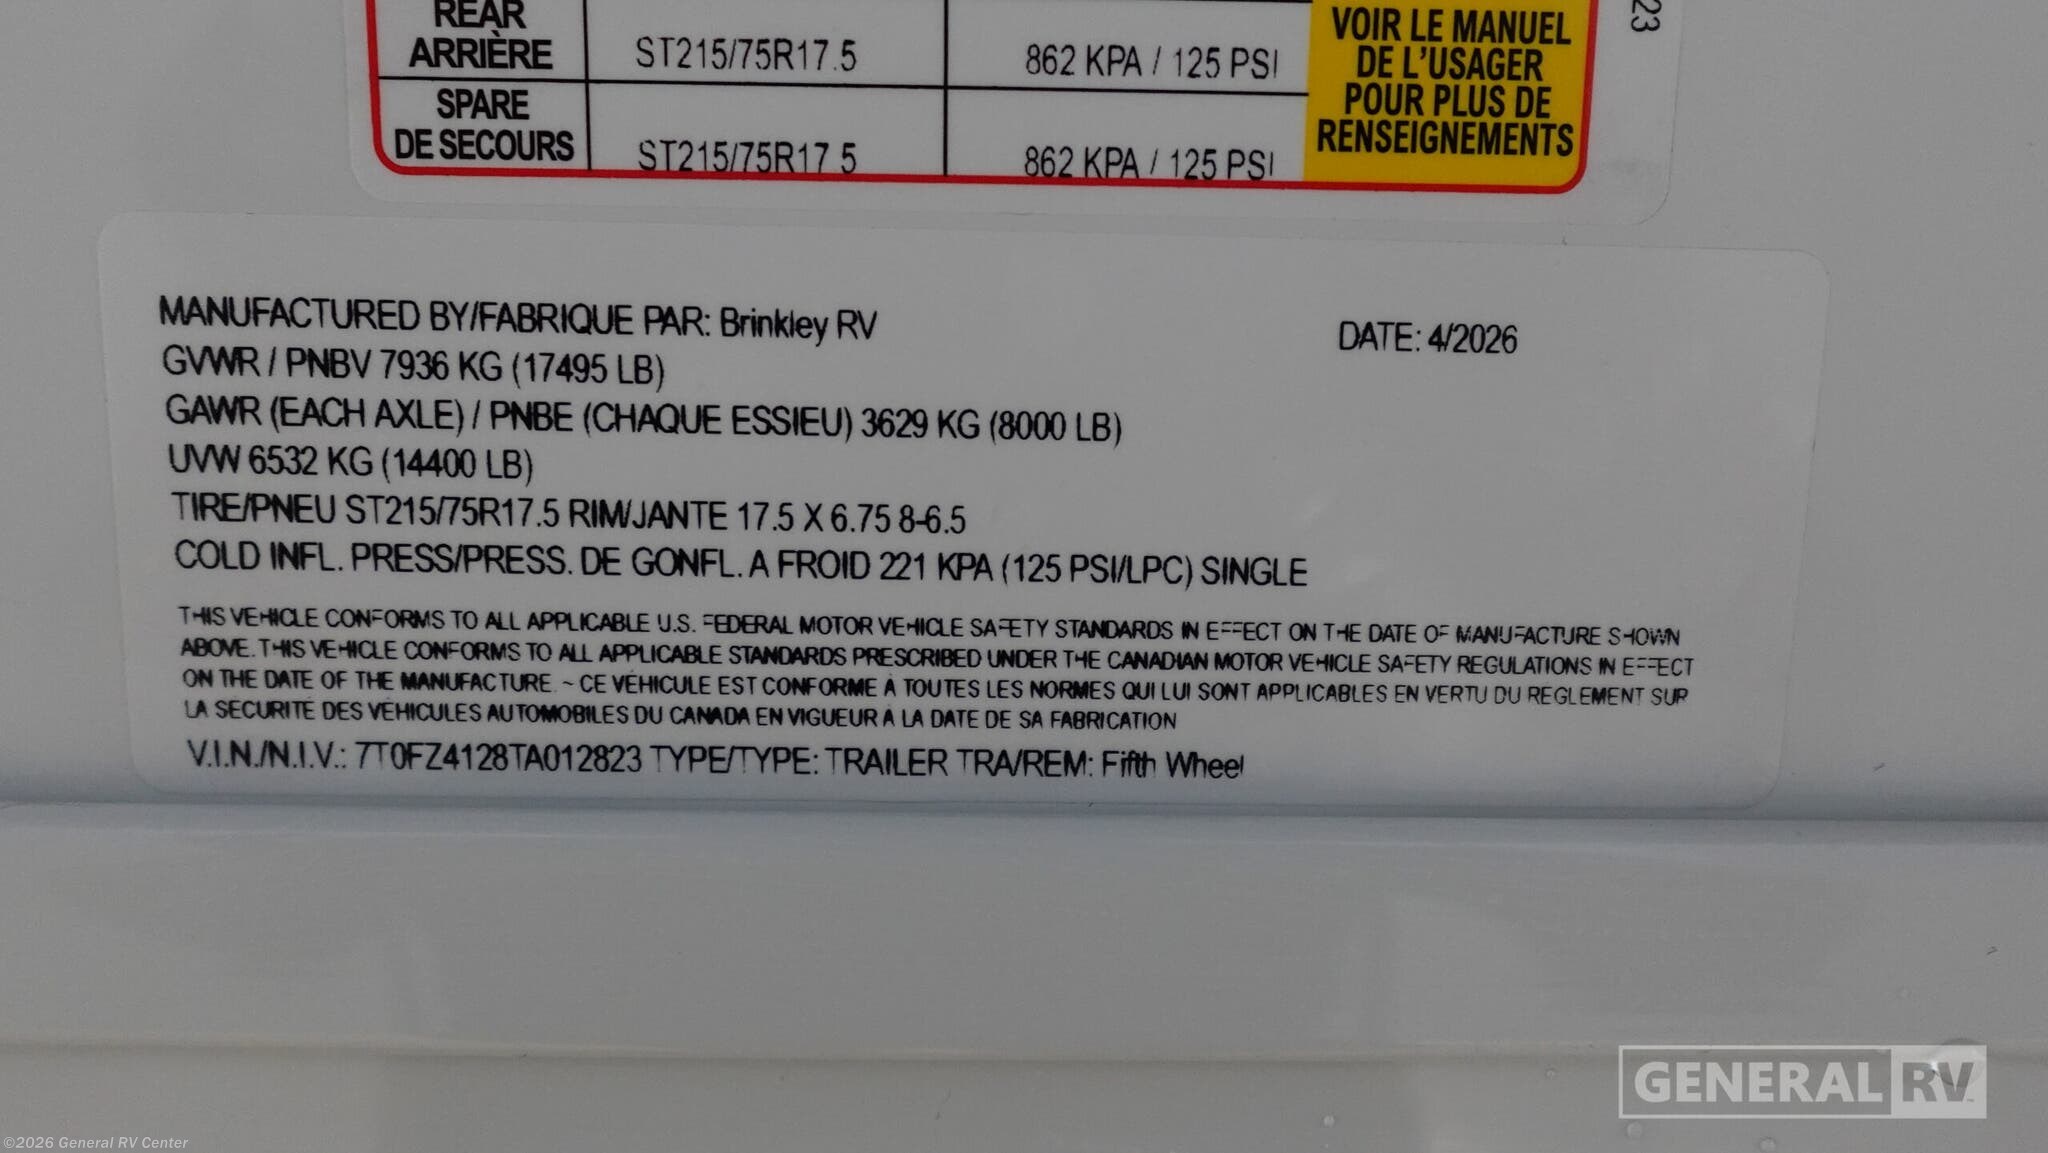 REAR
ARRIÈRE
ST215/75R17.5
862 KPA / 125 PSI
SPARE
DE SECOURS
ST215/75R17.5
862 KPA / 125 PSI
VOIR LE MANUEL
DE L'USAGER
POUR PLUS DE
RENSEIGNEMENTS
23
MANUFACTURED BY/FABRIQUE PAR: Brinkley RV
DATE: 4/2026
GVWR / PNBV 7936 KG (17495 LB)
GAWR (EACH AXLE) / PNBE (CHAQUE ESSIEU) 3629 KG (8000 LB)
UVW 6532 KG (14400 LB)
TIRE/PNEU ST215/75R17.5 RIM/JANTE 17.5 X 6.75 8-6.5
COLD INFL. PRESS/PRESS. DE GONFL. A FROID 221 KPA (125 PSI/LPC) SINGLE
THIS VEHICLE CONFORMS TO ALL APPLICABLE U.S. FEDERAL MOTOR VEHICLE SAFETY STANDARDS IN EFFECT ON THE DATE OF MANUFACTURE SHOWN
ABOVE. THIS VEHICLE CONFORMS TO ALL APPLICABLE STANDARDS PRESCRIBED UNDER THE CANADIAN MOTOR VEHICLE SAFETY REGULATIONS IN EFFECT
ON THE DATE OF THE MANUFACTURE. ~ CE VÉHICULE EST CONFORME À TOUTES LES NORMES QUI LUI SONT APPLICABLES EN VERTU DU RÈGLEMENT SUR
LA SÉCURITÉ DES VÉHICULES AUTOMOBILES DU CANADA EN VIGUEUR À LA DATE DE SA FABRICATION
V.I.N./N.I.V.: 7T0FZ4128TA012823 TYPE/TYPE: TRAILER TRA/REM: Fifth Wheel
GENERAL RV
©2026 General RV Center